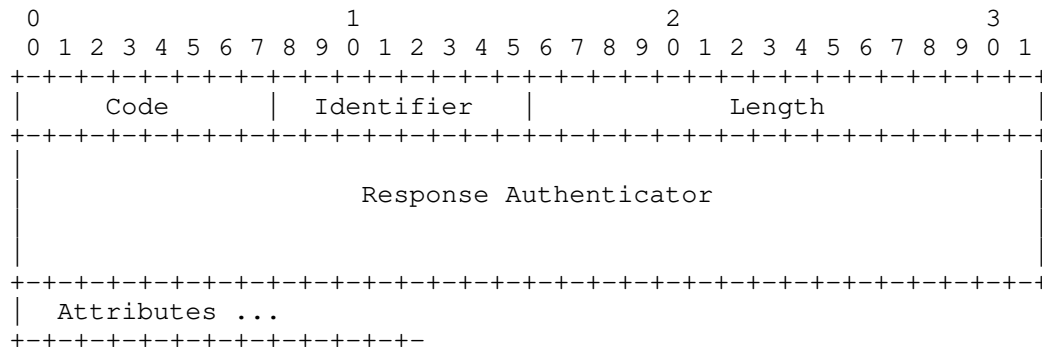 0                   1                   2                   3
 0 1 2 3 4 5 6 7 8 9 0 1 2 3 4 5 6 7 8 9 0 1 2 3 4 5 6 7 8 9 0 1
+-+-+-+-+-+-+-+-+-+-+-+-+-+-+-+-+-+-+-+-+-+-+-+-+-+-+-+-+-+-+-+-+
|     Code      |  Identifier   |            Length             |
+-+-+-+-+-+-+-+-+-+-+-+-+-+-+-+-+-+-+-+-+-+-+-+-+-+-+-+-+-+-+-+-+
|                                                               |
|                     Response Authenticator                    |
|                                                               |
|                                                               |
+-+-+-+-+-+-+-+-+-+-+-+-+-+-+-+-+-+-+-+-+-+-+-+-+-+-+-+-+-+-+-+-+
|  Attributes ...
+-+-+-+-+-+-+-+-+-+-+-+-+-